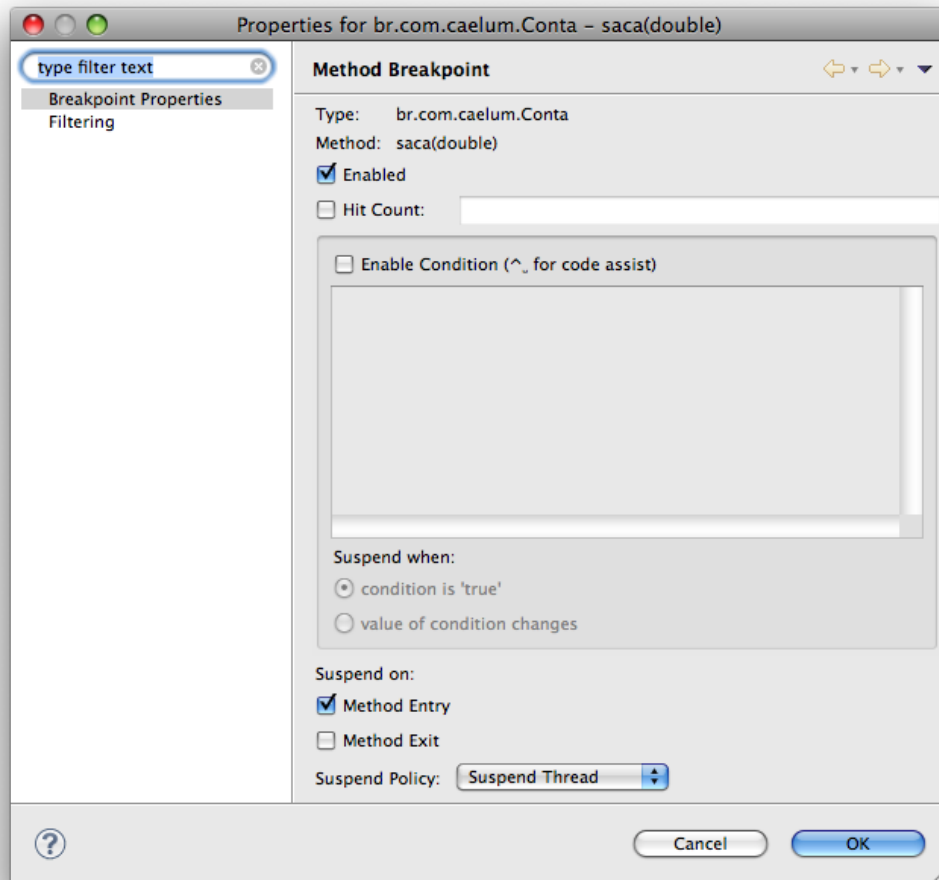 Properties for br.com.caelum.Conta – saca(double)
type filter text
Breakpoint Properties
Filtering
Method Breakpoint
Type: br.com.caelum.Conta
Method: saca(double)
Enabled
Hit Count:
Enable Condition (^␣ for code assist)
Suspend when:
condition is 'true'
value of condition changes
Suspend on:
Method Entry
Method Exit
Suspend Policy: Suspend Thread
?
Cancel
OK